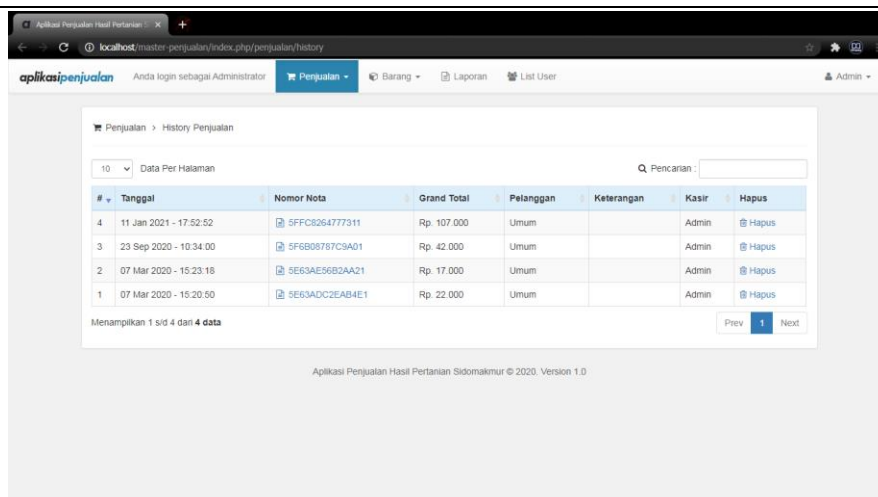 Aplikasi Penjualan Hasil Pertanian S
localhost/master-penjualan/index.php/penjualan/history
aplikasipenjualan Anda login sebagai Administrator Penjualan Barang Laporan List User Admin
Penjualan > History Penjualan
10 Data Per Halaman Pencarian :
# Tanggal Nomor Nota Grand Total Pelanggan Keterangan Kasir Hapus
4 11 Jan 2021 - 17:52:52 5FFC8264777311 Rp. 107.000 Umum Admin Hapus
3 23 Sep 2020 - 10:34:00 5F6B08787C9A01 Rp. 42.000 Umum Admin Hapus
2 07 Mar 2020 - 15:23:18 5E63AE56B2AA21 Rp. 17.000 Umum Admin Hapus
1 07 Mar 2020 - 15:20:50 5E63ADC2EAB4E1 Rp. 22.000 Umum Admin Hapus
Menampilkan 1 s/d 4 dari 4 data Prev 1 Next
Aplikasi Penjualan Hasil Pertanian Sidomakmur © 2020. Version 1.0